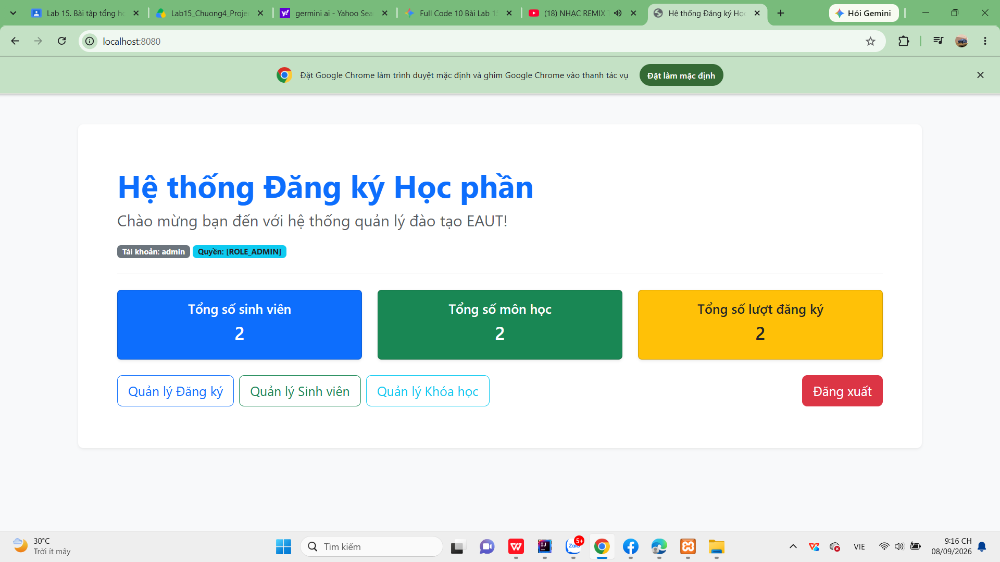 Lab 15. Bài tập tổng hợ
Lab15_Chuong4_Projec
germini ai - Yahoo Sea
Full Code 10 Bài Lab 15
(18) NHẠC REMIX T
Hệ thống Đăng ký Học
Hỏi Gemini
localhost:8080
Đặt Google Chrome làm trình duyệt mặc định và ghim Google Chrome vào thanh tác vụ
Đặt làm mặc định
Hệ thống Đăng ký Học phần
Chào mừng bạn đến với hệ thống quản lý đào tạo EAUT!
Tài khoản: admin
Quyền: [ROLE_ADMIN]
Tổng số sinh viên
2
Tổng số môn học
2
Tổng số lượt đăng ký
2
Quản lý Đăng ký
Quản lý Sinh viên
Quản lý Khóa học
Đăng xuất
30°C
Trời ít mây
Tìm kiếm
Zalo
5+
VIE
9:16 CH
08/09/2026